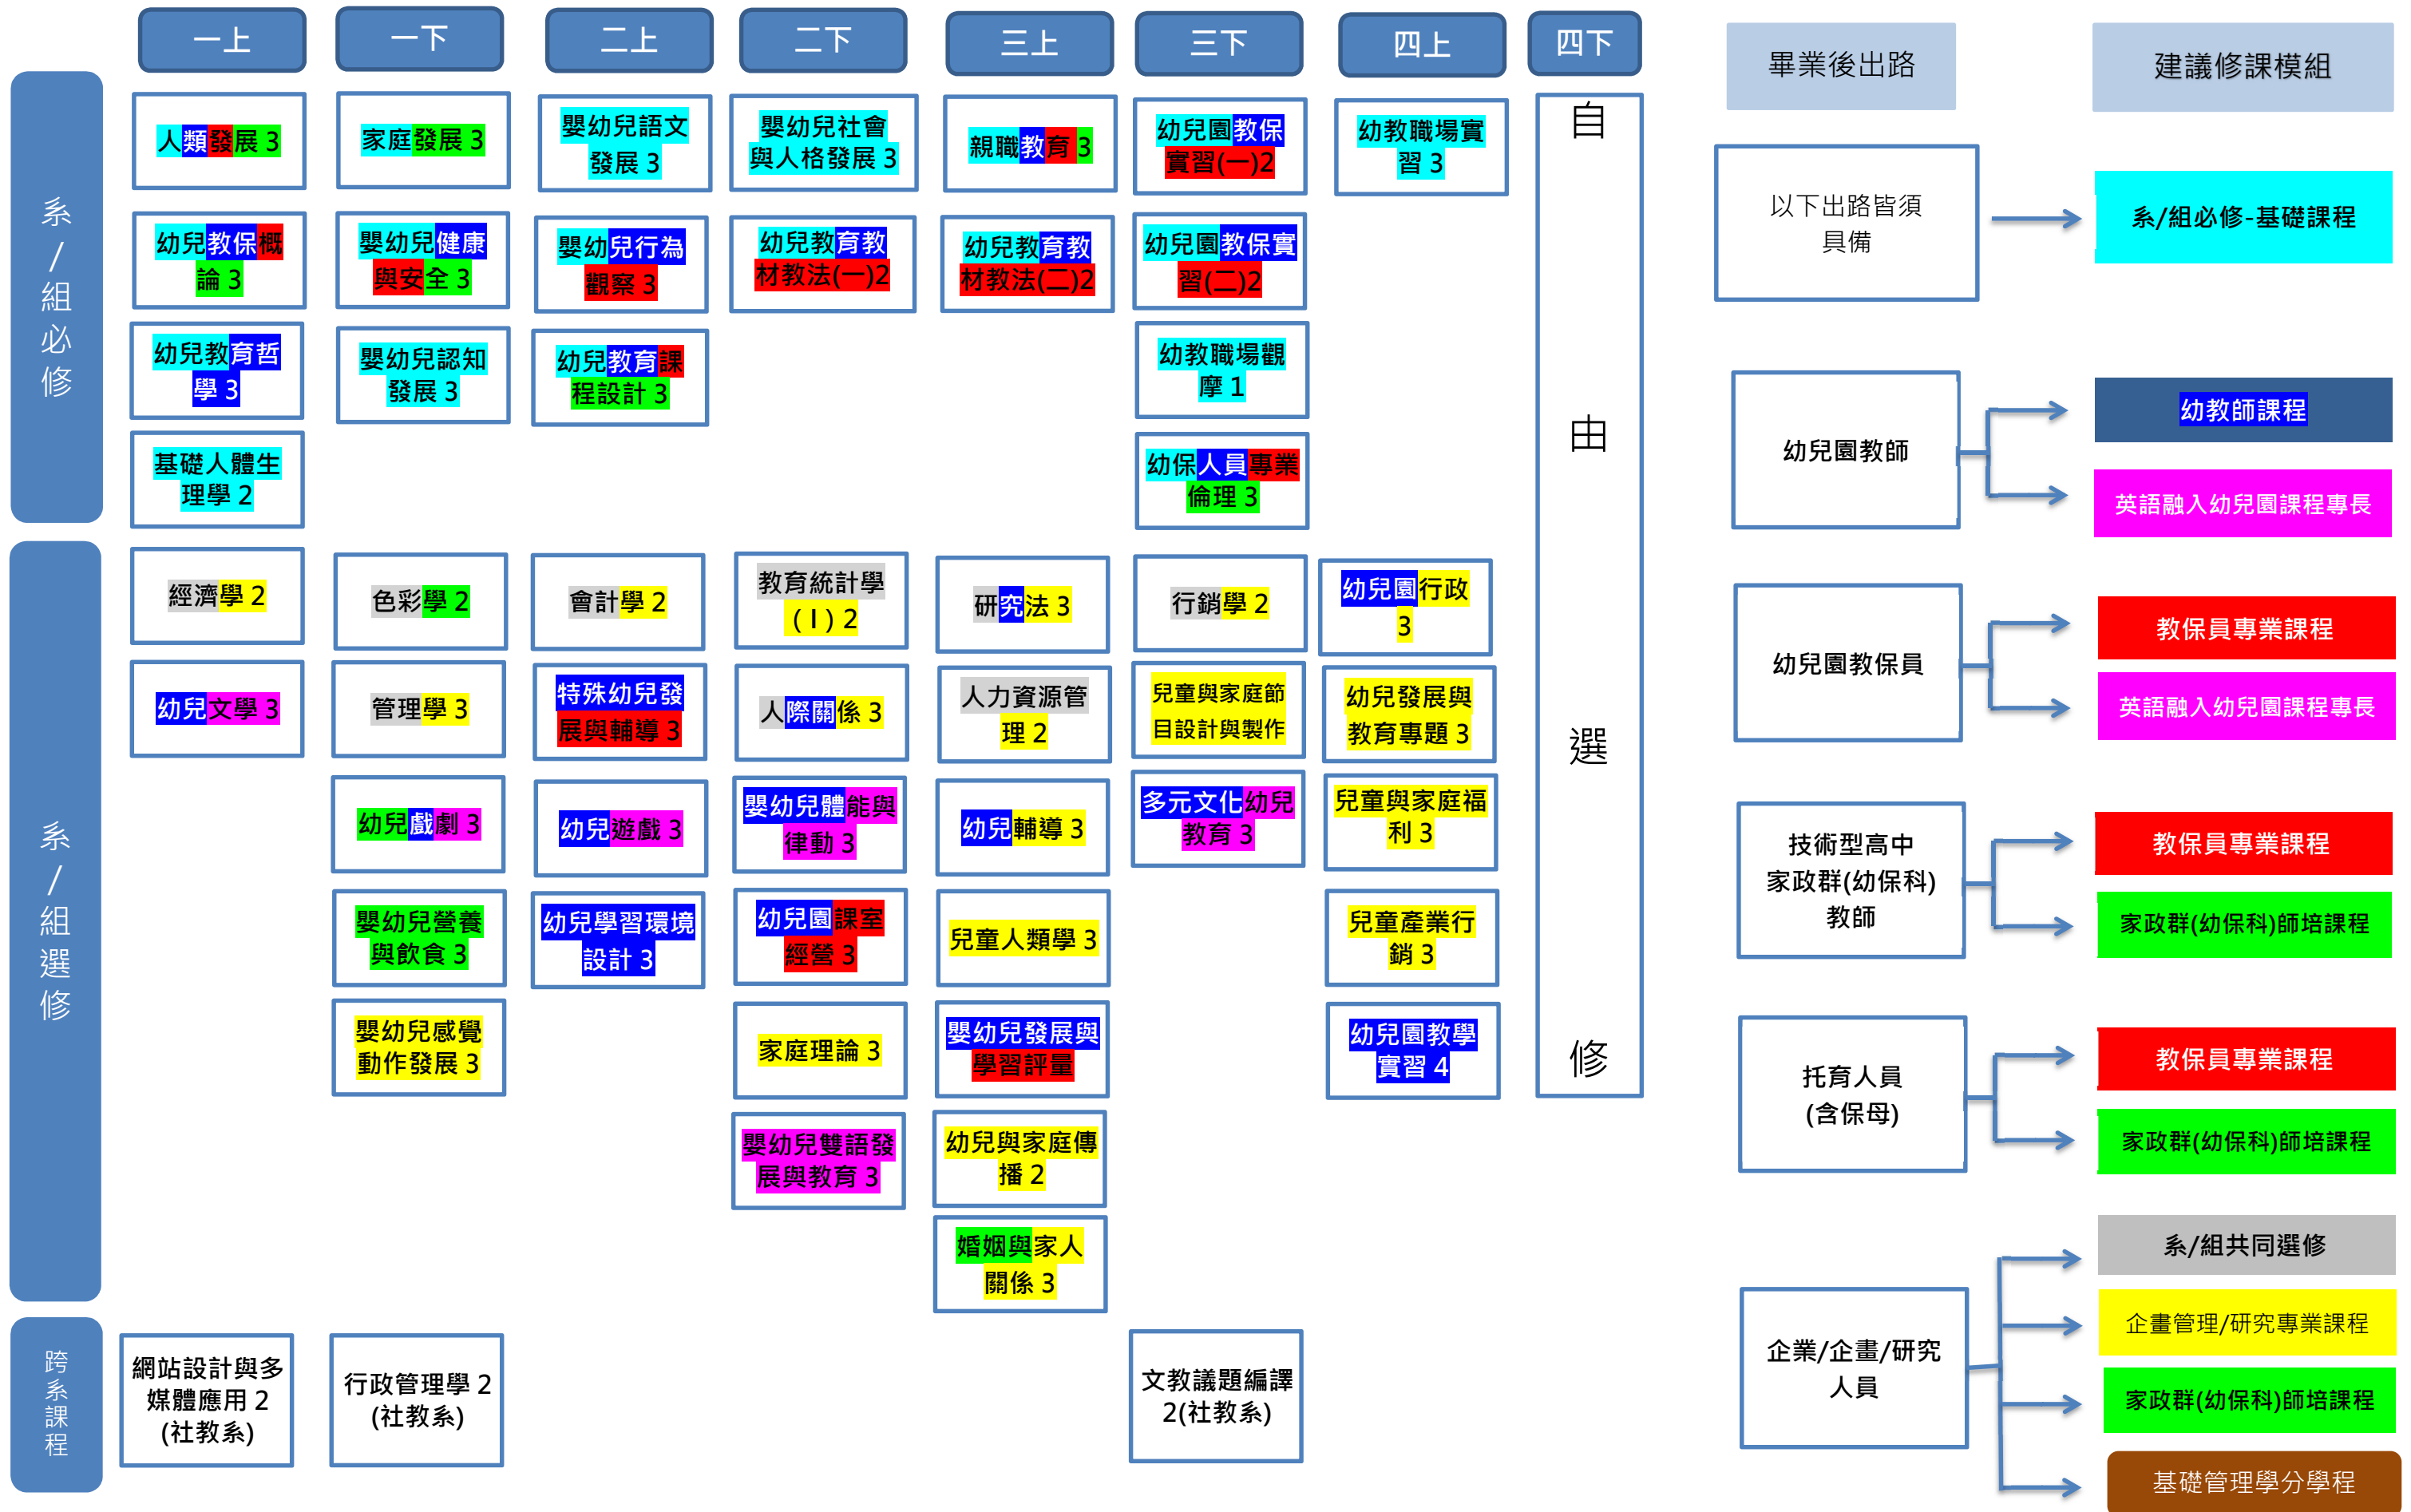 一上
一下
二上
二下
三上
三下
四上
四下
畢業後出路
建議修課模組
系/組必修
人類發展 3
家庭發展 3
嬰幼兒語文
發展 3
嬰幼兒社會
與人格發展 3
親職教育 3
幼兒園教保
實習(一)2
幼教職場實
習 3
幼兒教保概
論 3
嬰幼兒健康
與安全 3
嬰幼兒行為
觀察 3
幼兒教育教
材教法(一)2
幼兒教育教
材教法(二)2
幼兒園教保實
習(二)2
幼兒教育哲
學 3
嬰幼兒認知
發展 3
幼兒教育課
程設計 3
幼教職場觀
摩 1
基礎人體生
理學 2
幼保人員專業
倫理 3
自
由
選
修
系/組選修
經濟學 2
色彩學 2
會計學 2
教育統計學
( I ) 2
研究法 3
行銷學 2
幼兒園行政
3
幼兒文學 3
管理學 3
特殊幼兒發
展與輔導 3
人際關係 3
人力資源管
理 2
兒童與家庭節
目設計與製作
幼兒發展與
教育專題 3
幼兒戲劇 3
幼兒遊戲 3
嬰幼兒體能與
律動 3
幼兒輔導 3
多元文化幼兒
教育 3
兒童與家庭福
利 3
嬰幼兒營養
與飲食 3
幼兒學習環境
設計 3
幼兒園課室
經營 3
兒童人類學 3
兒童產業行
銷 3
嬰幼兒感覺
動作發展 3
家庭理論 3
嬰幼兒發展與
學習評量
幼兒園教學
實習 4
嬰幼兒雙語發
展與教育 3
幼兒與家庭傳
播 2
婚姻與家人
關係 3
跨系課程
網站設計與多
媒體應用 2
(社教系)
行政管理學 2
(社教系)
文教議題編譯
2(社教系)
以下出路皆須
具備
系/組必修-基礎課程
幼兒園教師
幼教師課程
英語融入幼兒園課程專長
幼兒園教保員
教保員專業課程
英語融入幼兒園課程專長
技術型高中
家政群(幼保科)
教師
教保員專業課程
家政群(幼保科)師培課程
托育人員
(含保母)
教保員專業課程
家政群(幼保科)師培課程
企業/企畫/研究
人員
系/組共同選修
企畫管理/研究專業課程
家政群(幼保科)師培課程
基礎管理學分學程